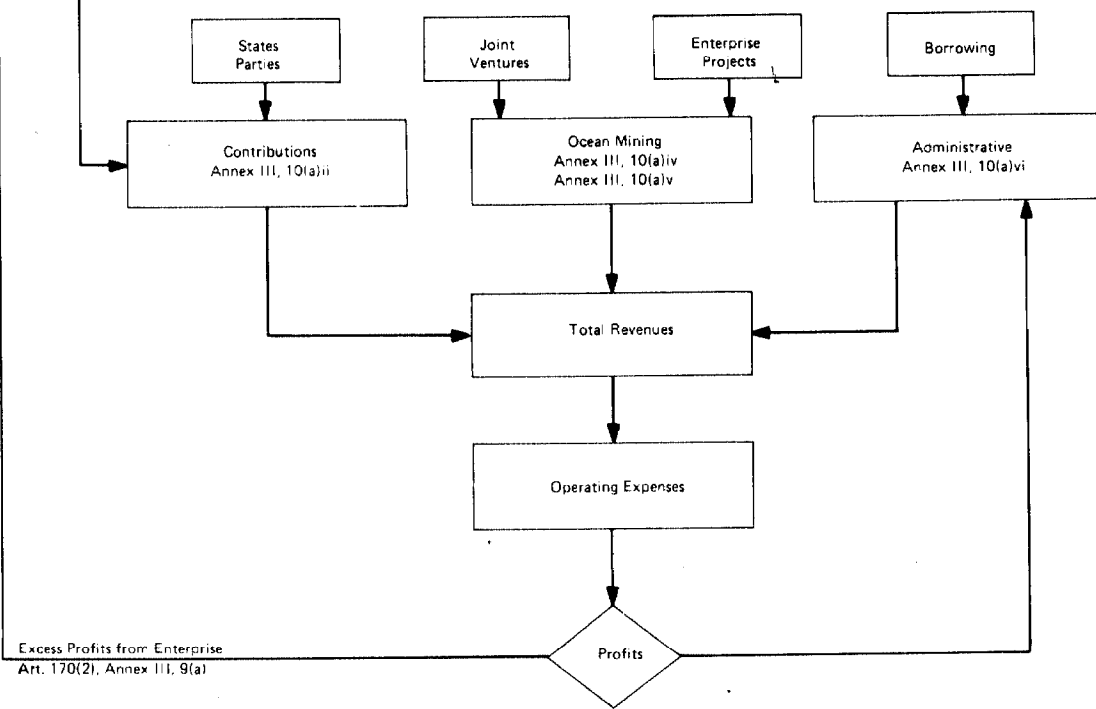 States
Parties
Joint
Ventures
Enterprise
Projects
Borrowing
Contributions
Annex III, 10(a)ii
Ocean Mining
Annex III, 10(a)iv
Annex III, 10(a)v
Administrative
Annex III, 10(a)vi
Total Revenues
Operating Expenses
Profits
Excess Profits from Enterprise
Art. 170(2), Annex III, 9(a)